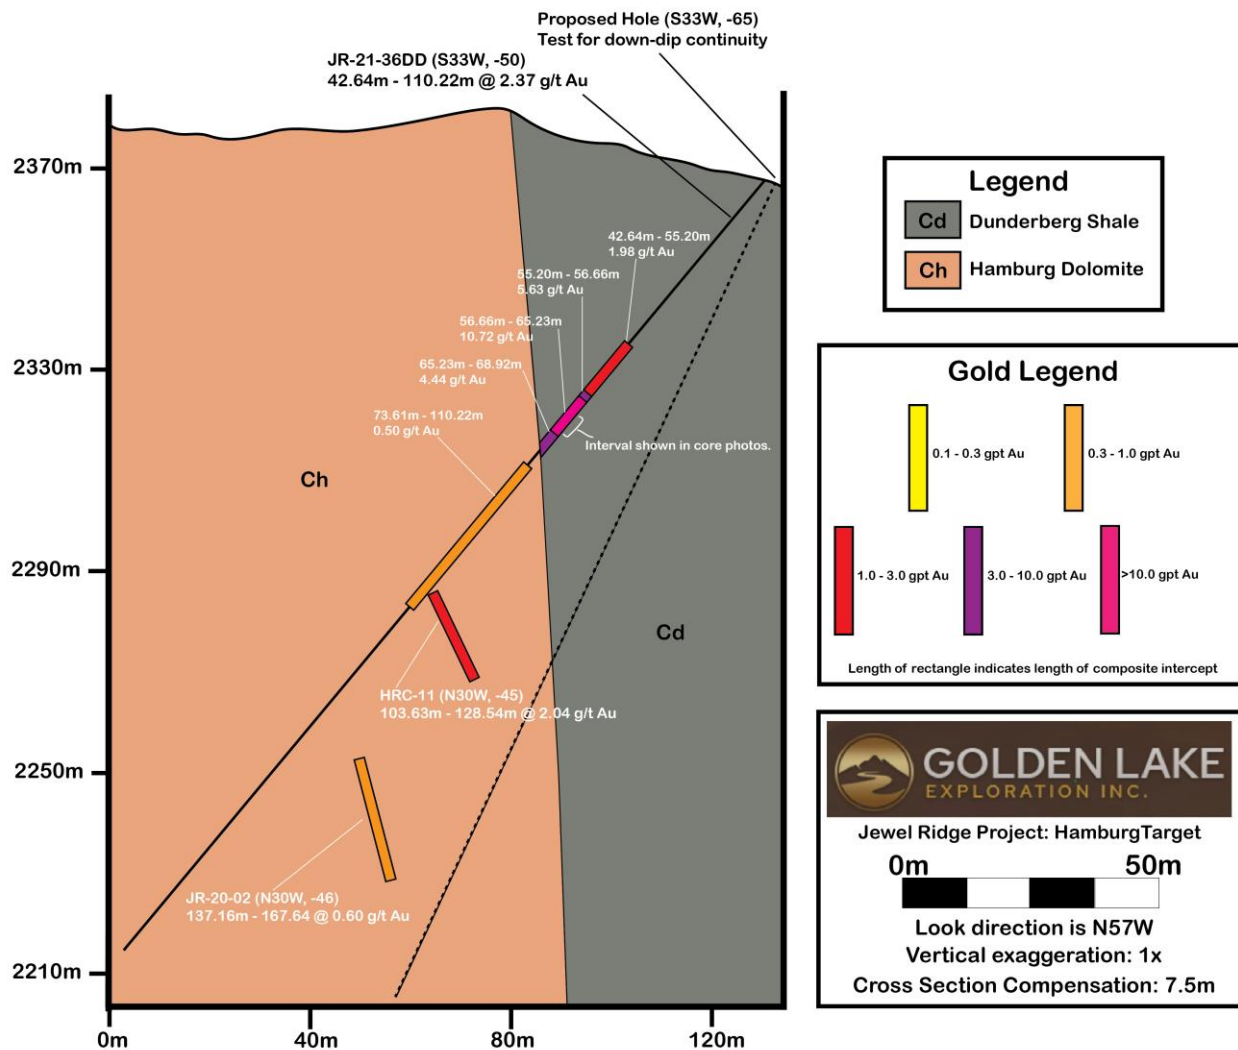 Proposed Hole (S33W, -65)
Test for down-dip continuity
JR-21-36DD (S33W, -50)
42.64m - 110.22m @ 2.37 g/t Au
2370m
2330m
2290m
2250m
2210m
42.64m - 55.20m
1.98 g/t Au
55.20m - 56.66m
5.63 g/t Au
56.66m - 65.23m
10.72 g/t Au
65.23m - 68.92m
4.44 g/t Au
73.61m - 110.22m
0.50 g/t Au
Interval shown in core photos.
Ch
Cd
HRC-11 (N30W, -45)
103.63m - 128.54m @ 2.04 g/t Au
JR-20-02 (N30W, -46)
137.16m - 167.64 @ 0.60 g/t Au
0m
40m
80m
120m
Legend
Cd Dunderberg Shale
Ch Hamburg Dolomite
Gold Legend
0.1 - 0.3 gpt Au
0.3 - 1.0 gpt Au
1.0 - 3.0 gpt Au
3.0 - 10.0 gpt Au
>10.0 gpt Au
Length of rectangle indicates length of composite intercept
GOLDEN LAKE
EXPLORATION INC.
Jewel Ridge Project: HamburgTarget
0m 50m
Look direction is N57W
Vertical exaggeration: 1x
Cross Section Compensation: 7.5m